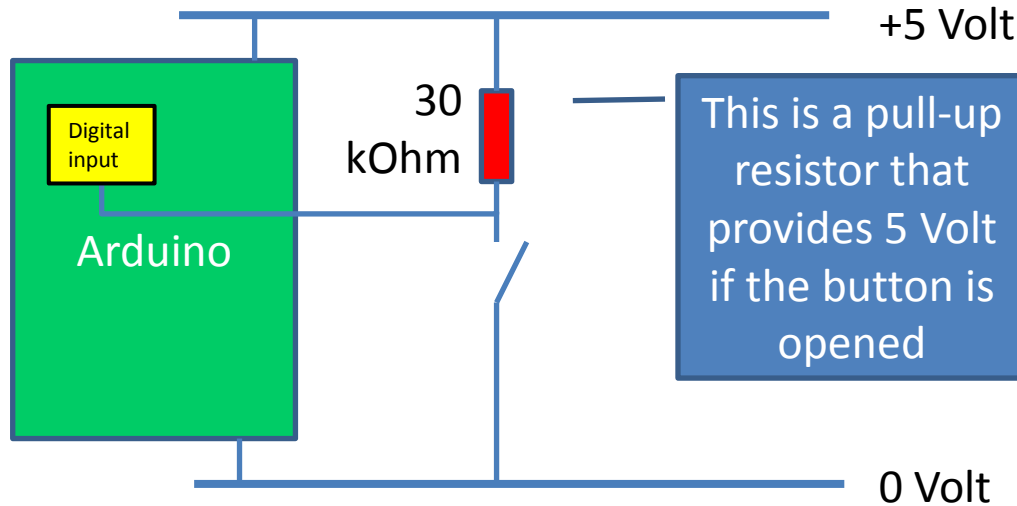 +5 Volt
30
kOhm
Digital
input
Arduino
This is a pull-up
resistor that
provides 5 Volt
if the button is
opened
0 Volt